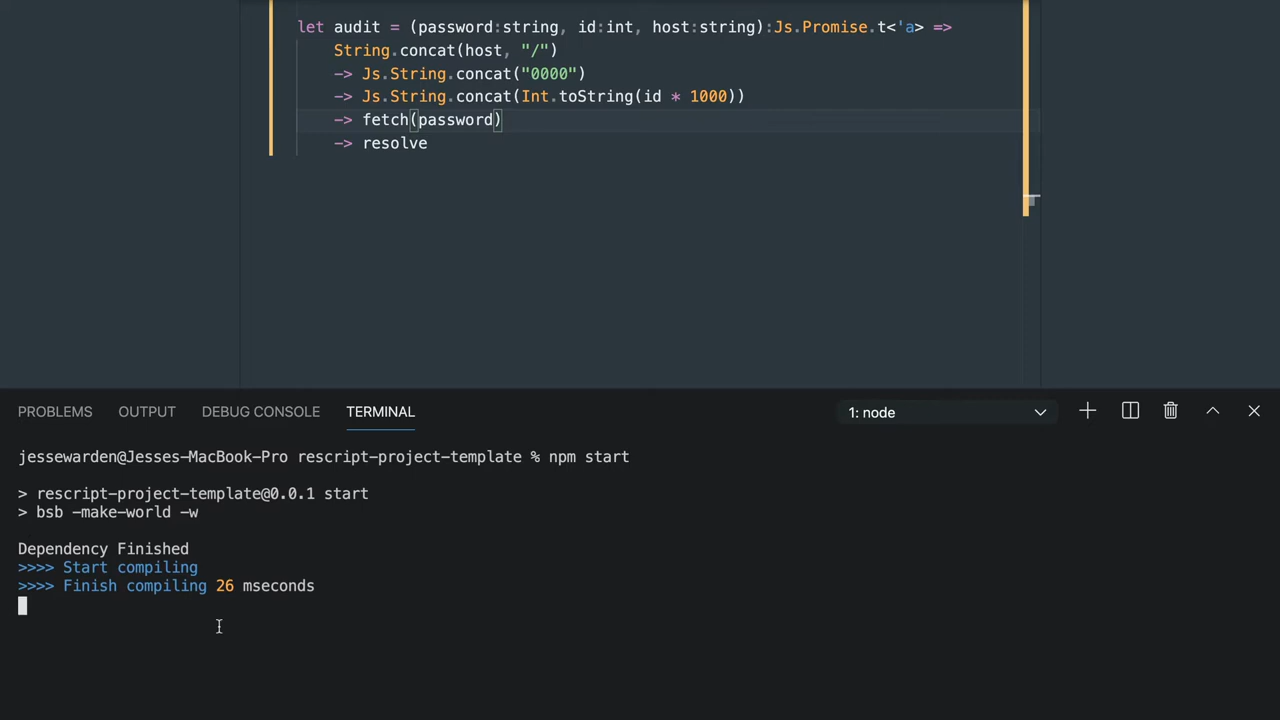 let audit = (password:string, id:int, host:string):Js.Promise.t<'a> =>
String.concat(host, "/")
-> Js.String.concat("0000")
-> Js.String.concat(Int.toString(id * 1000))
-> fetch(password)
-> resolve
PROBLEMS OUTPUT DEBUG CONSOLE TERMINAL 1: node
jessewarden@Jesses-MacBook-Pro rescript-project-template % npm start
> rescript-project-template@0.0.1 start
> bsb -make-world -w
Dependency Finished
>>>> Start compiling
>>>> Finish compiling 26 mseconds